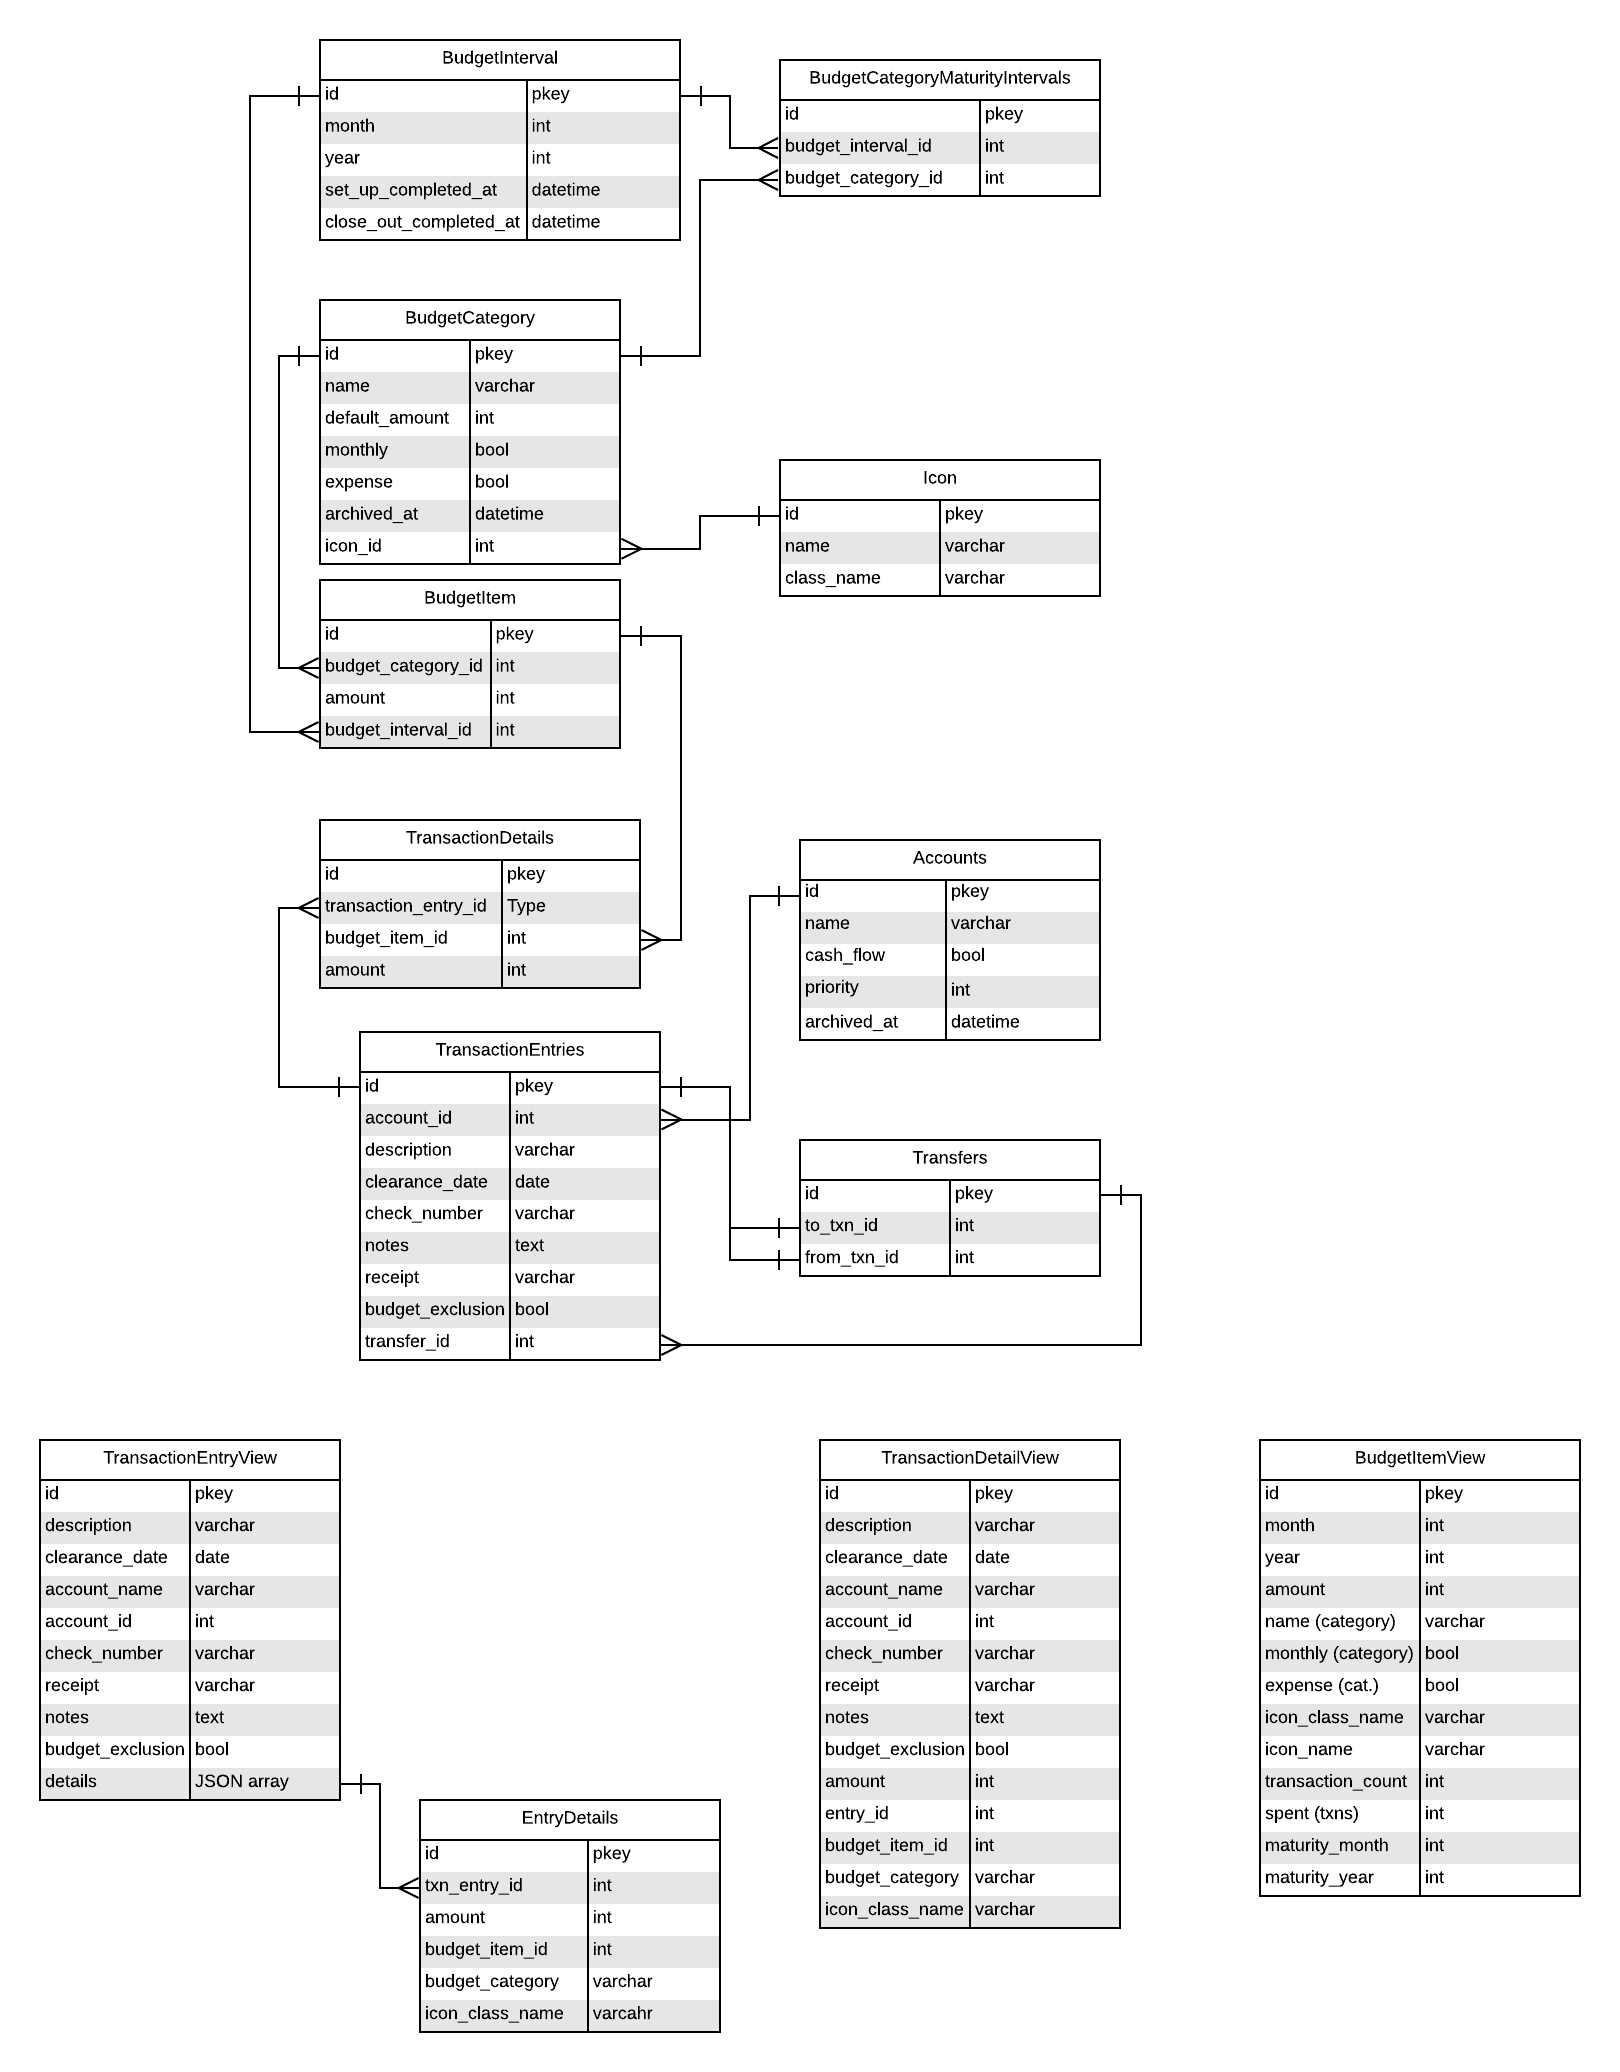 BudgetInterval
id pkey
month int
year int
set_up_completed_at datetime
close_out_completed_at datetime
BudgetCategoryMaturityIntervals
id pkey
budget_interval_id int
budget_category_id int
BudgetCategory
id pkey
name varchar
default_amount int
monthly bool
expense bool
archived_at datetime
icon_id int
Icon
id pkey
name varchar
class_name varchar
BudgetItem
id pkey
budget_category_id int
amount int
budget_interval_id int
TransactionDetails
id pkey
transaction_entry_id Type
budget_item_id int
amount int
Accounts
id pkey
name varchar
cash_flow bool
priority int
archived_at datetime
TransactionEntries
id pkey
account_id int
description varchar
clearance_date date
check_number varchar
notes text
receipt varchar
budget_exclusion bool
transfer_id int
Transfers
id pkey
to_txn_id int
from_txn_id int
TransactionEntryView
id pkey
description varchar
clearance_date date
account_name varchar
account_id int
check_number varchar
receipt varchar
notes text
budget_exclusion bool
details JSON array
EntryDetails
id pkey
txn_entry_id int
amount int
budget_item_id int
budget_category varchar
icon_class_name varcahr
TransactionDetailView
id pkey
description varchar
clearance_date date
account_name varchar
account_id int
check_number varchar
receipt varchar
notes text
budget_exclusion bool
amount int
entry_id int
budget_item_id int
budget_category varchar
icon_class_name varchar
BudgetItemView
id pkey
month int
year int
amount int
name (category) varchar
monthly (category) bool
expense (cat.) bool
icon_class_name varchar
icon_name varchar
transaction_count int
spent (txns) int
maturity_month int
maturity_year int